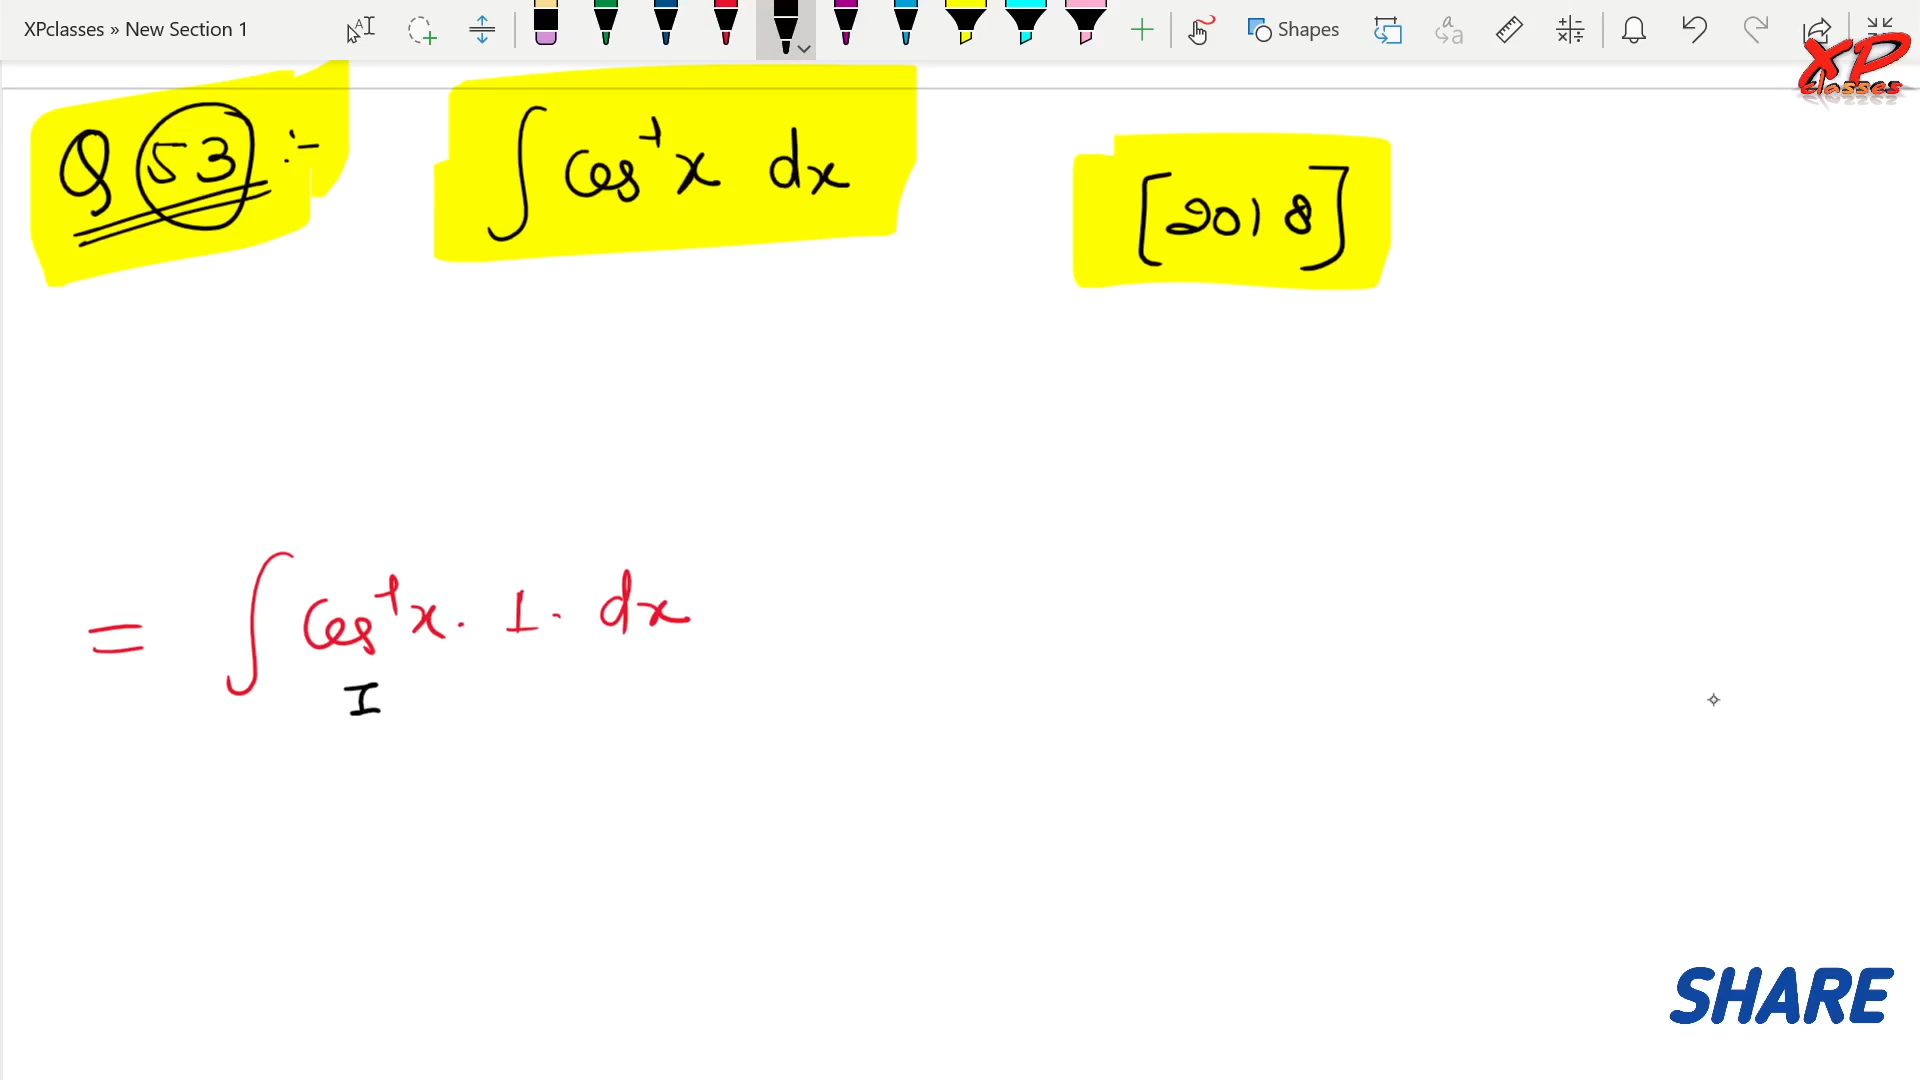 XPclasses » New Section 1
Shapes
XP
classes
Q 53 :- ∫ Cos⁻¹x dx [2018]
= ∫ Cos⁻¹x . 1 . dx
I
SHARE